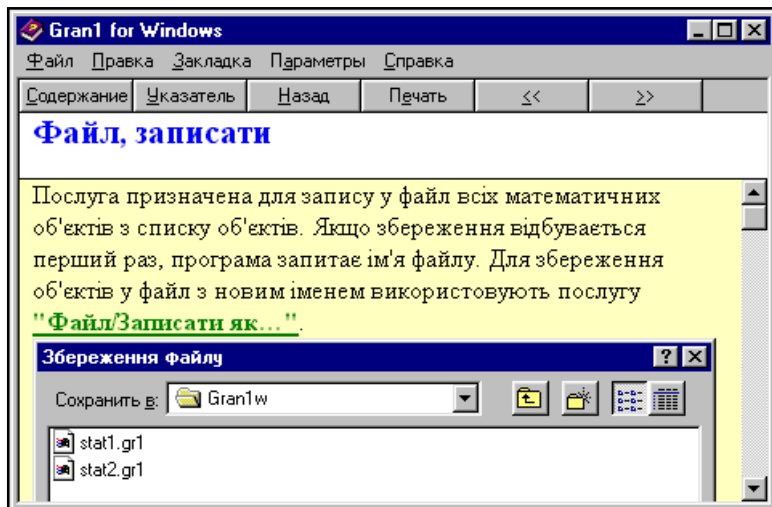 Gran1 for Windows
Файл Правка Закладка Параметры Справка
Содержание Указатель Назад Печать << >>
Файл, записати
Послуга призначена для запису у файл всіх математичних
об'єктів з списку об'єктів. Якщо збереження відбувається
перший раз, програма запитає ім'я файлу. Для збереження
об'єктів у файл з новим іменем використовують послугу
"Файл/Записати як...".
Збереження файлу
Сохранить в: Gran1w
stat1.gr1
stat2.gr1